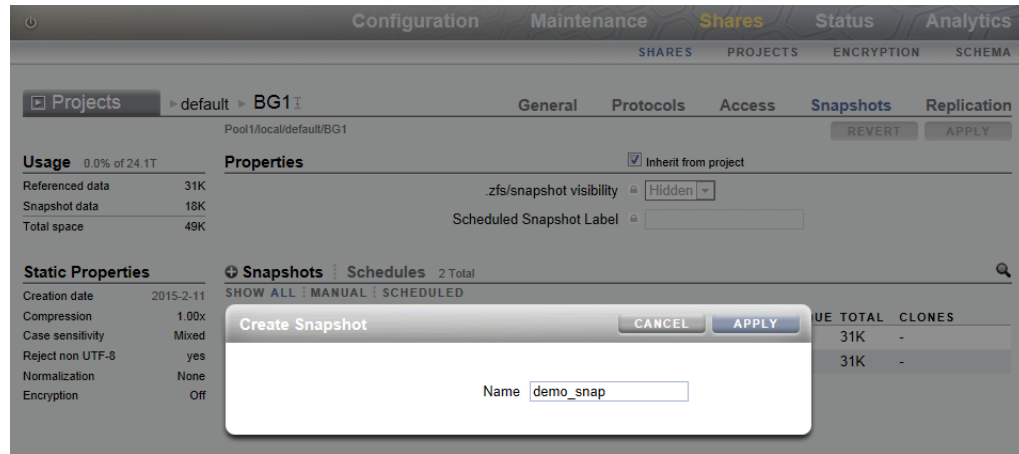 Configuration Maintenance Shares Status Analytics
SHARES PROJECTS ENCRYPTION SCHEMA
Projects default BG1 General Protocols Access Snapshots Replication
Pool1/local/default/BG1 REVERT APPLY
Usage 0.0% of 24.1T Properties Inherit from project
Referenced data 31K .zfs/snapshot visibility Hidden
Snapshot data 18K Scheduled Snapshot Label
Total space 49K
Static Properties Snapshots Schedules 2 Total
Creation date 2015-2-11 SHOW ALL MANUAL SCHEDULED
Compression 1.00x Create Snapshot CANCEL APPLY UE TOTAL CLONES
Case sensitivity Mixed 31K -
Reject non UTF-8 yes 31K -
Normalization None Name demo_snap
Encryption Off